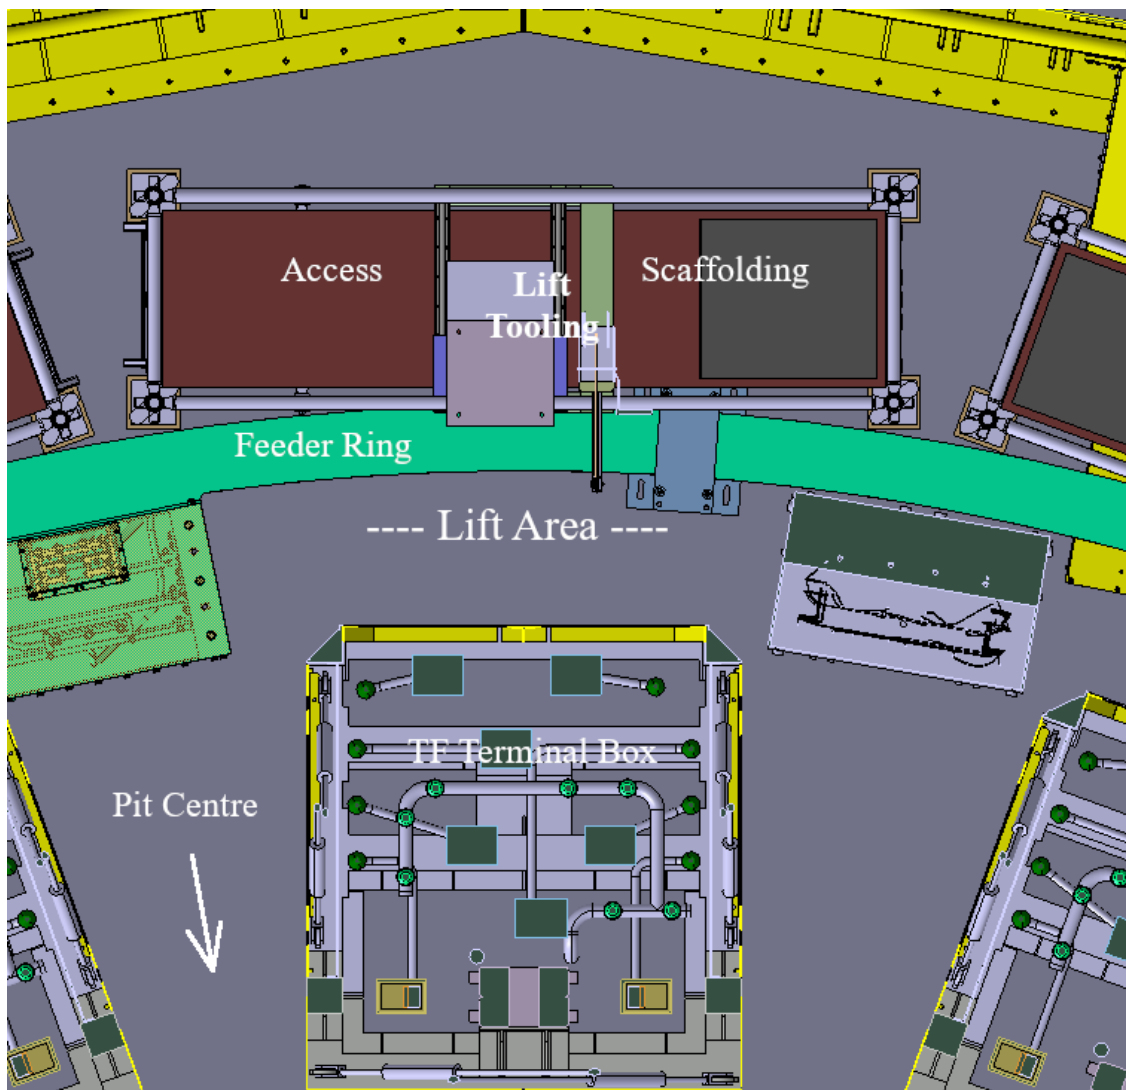 Access
Lift
Tooling
Scaffolding
Feeder Ring
---- Lift Area ----
TF Terminal Box
Pit Centre